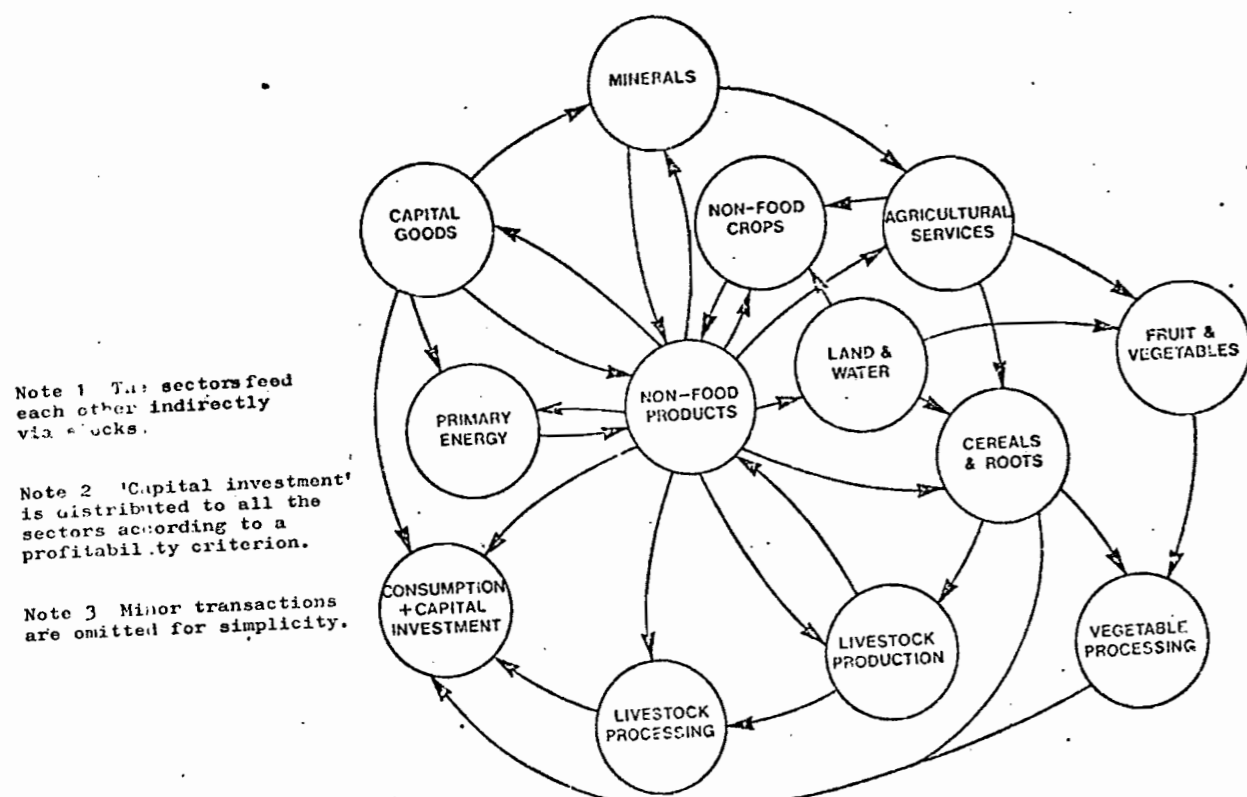 MINERALS
CAPITAL
GOODS
NON-FOOD
CROPS
AGRICULTURAL
SERVICES
FRUIT &
VEGETABLES
LAND &
WATER
NON-FOOD
PRODUCTS
PRIMARY
ENERGY
CEREALS
& ROOTS
Note 1 The sectors feed
each other indirectly
via stocks.
Note 2 'Capital investment'
is distributed to all the
sectors according to a
profitability criterion.
Note 3 Minor transactions
are omitted for simplicity.
CONSUMPTION
+ CAPITAL
INVESTMENT
LIVESTOCK
PRODUCTION
VEGETABLE
PROCESSING
LIVESTOCK
PROCESSING